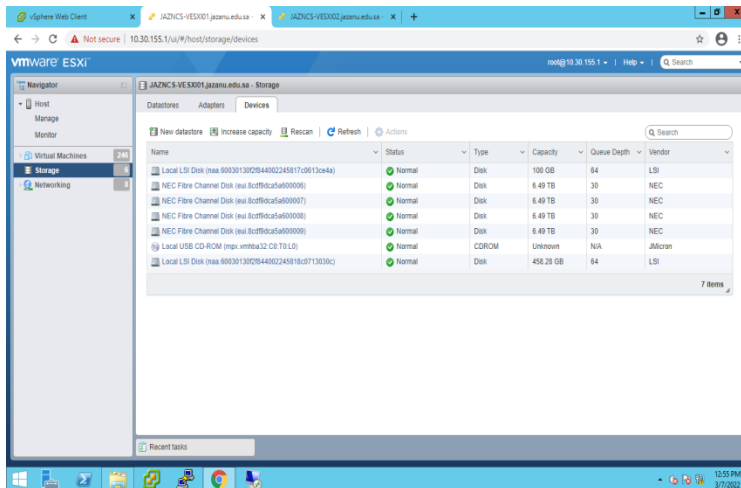 vSphere Web Client
JAZNCS-VESXI01.jazanu.edu.sa -
JAZNCS-VESXI02.jazanu.edu.sa -
Not secure | 10.30.155.1/ui/#/host/storage/devices
vmware ESXi™
root@10.30.155.1
Help
Search
Navigator
JAZNCS-VESXI01.jazanu.edu.sa - Storage
Host
Manage
Monitor
Virtual Machines 246
Storage 6
Networking
Datastores Adapters Devices
New datastore Increase capacity Rescan Refresh Actions
Search
Name Status Type Capacity Queue Depth Vendor
Local LSI Disk (naa.60030130f2f844002245817c0613ce4a) Normal Disk 100 GB 64 LSI
NEC Fibre Channel Disk (eui.8cdf9dca5a600006) Normal Disk 6.49 TB 30 NEC
NEC Fibre Channel Disk (eui.8cdf9dca5a600007) Normal Disk 6.49 TB 30 NEC
NEC Fibre Channel Disk (eui.8cdf9dca5a600008) Normal Disk 6.49 TB 30 NEC
NEC Fibre Channel Disk (eui.8cdf9dca5a600009) Normal Disk 6.49 TB 30 NEC
Local USB CD-ROM (mpx.vmhba32:C0:T0:L0) Normal CDROM Unknown N/A JMicron
Local LSI Disk (naa.60030130f2f844002245818c0713030c) Normal Disk 458.28 GB 64 LSI
7 items
Recent tasks
12:55 PM
3/7/2022